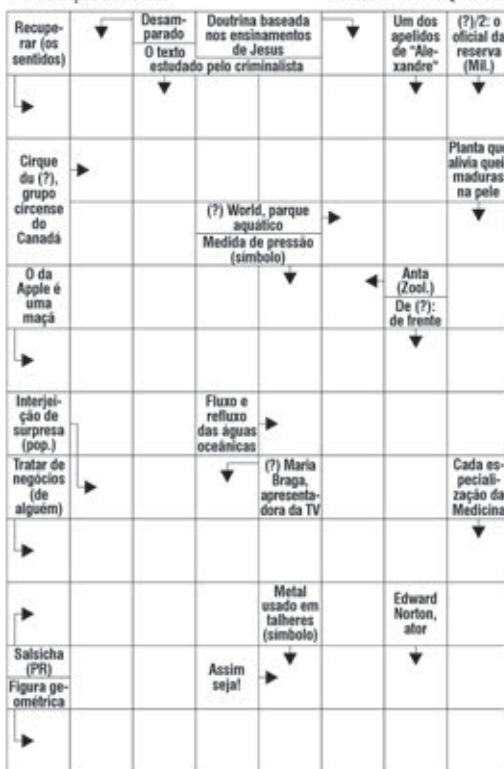 Recupe-
rar (os
sentidos)
Desam-
parado
O texto
estudado pelo criminalista
Doutrina baseada
nos ensinamentos
de Jesus
Um dos
apelidos
de "Ale-
xandre"
(?)/2: o
oficial da
reserva
(Mil.)
Cirque
du (?),
grupo
circense
do
Canadá
Planta que
alivia quei-
maduras
na pele
(?) World, parque
aquático
Medida de pressão
(símbolo)
O da
Apple é
uma
maçã
Anta
(Zool.)
De (?):
de frente
Interjei-
ção de
surpresa
(pop.)
Fluxo e
refluxo
das águas
oceânicas
Tratar de
negócios
(de
alguém)
(?) Maria
Braga,
apresenta-
dora da TV
Cada es-
peciali-
zação da
Medicina
Metal
usado em
talheres
(símbolo)
Edward
Norton,
ator
Salsicha
(PR)
Figura ge-
ométrica
Assim
seja!